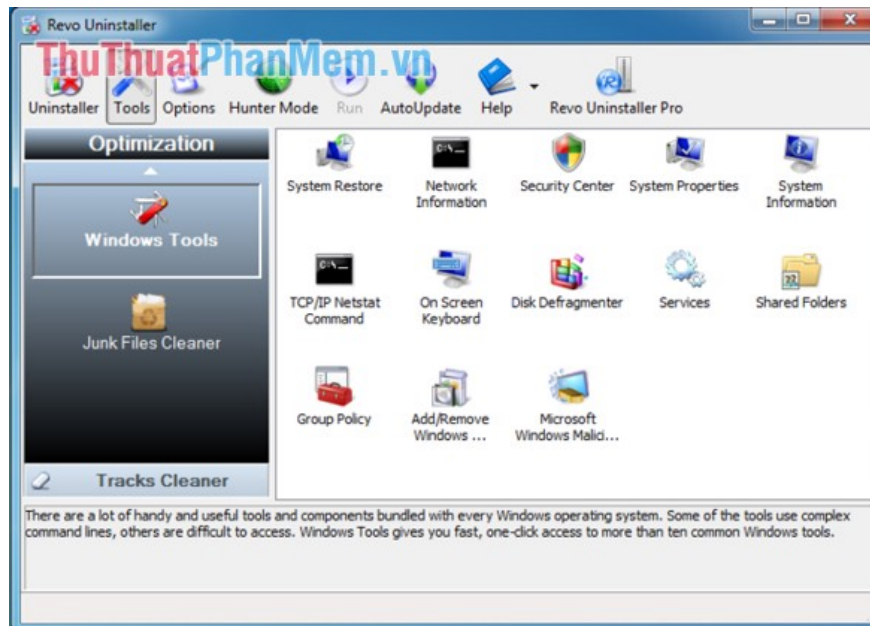 Revo Uninstaller
ThuThuatPhanMem.vn
Uninstaller Tools Options Hunter Mode Run AutoUpdate Help Revo Uninstaller Pro
Optimization
Windows Tools
Junk Files Cleaner
Tracks Cleaner
System Restore
Network
Information
Security Center
System Properties
System
Information
TCP/IP Netstat
Command
On Screen
Keyboard
Disk Defragmenter
Services
Shared Folders
Group Policy
Add/Remove
Windows ...
Microsoft
Windows Malici...
There are a lot of handy and useful tools and components bundled with every Windows operating system. Some of the tools use complex
command lines, others are difficult to access. Windows Tools gives you fast, one-click access to more than ten common Windows tools.